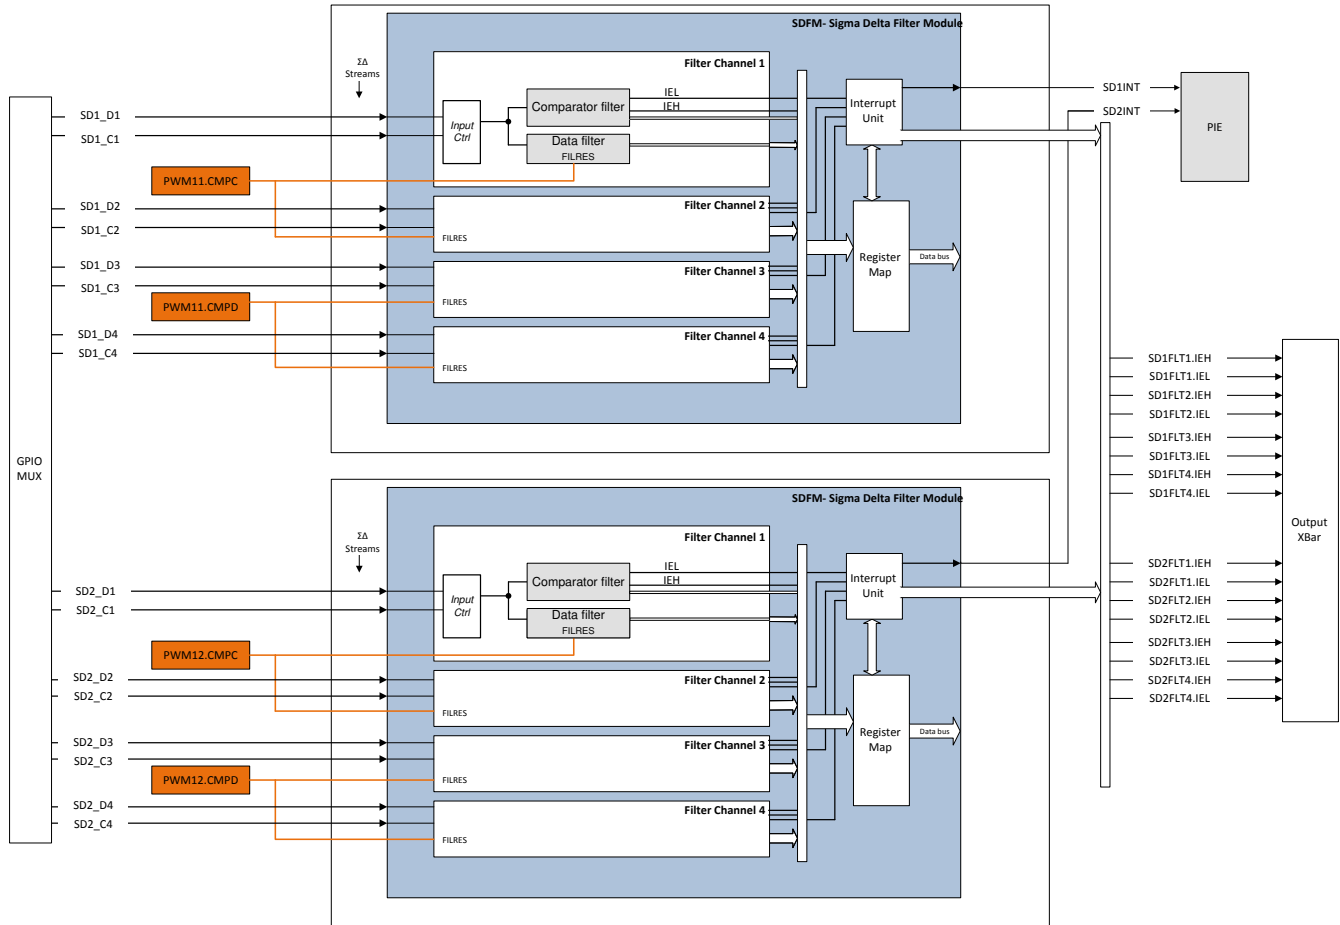 SDFM- Sigma Delta Filter Module
ΣΔ
Streams
Filter Channel 1
IEL
IEH
Comparator filter
Input
Ctrl
Data filter
FILRES
Interrupt
Unit
SD1INT
SD2INT
PIE
SD1_D1
SD1_C1
PWM11.CMPC
SD1_D2
SD1_C2
Filter Channel 2
FILRES
SD1_D3
SD1_C3
Filter Channel 3
FILRES
PWM11.CMPD
SD1_D4
SD1_C4
Filter Channel 4
FILRES
Register
Map
Data bus
GPIO
MUX
SD1FLT1.IEH
SD1FLT1.IEL
SD1FLT2.IEH
SD1FLT2.IEL
SD1FLT3.IEH
SD1FLT3.IEL
SD1FLT4.IEH
SD1FLT4.IEL
Output
XBar
SD2FLT1.IEH
SD2FLT1.IEL
SD2FLT2.IEH
SD2FLT2.IEL
SD2FLT3.IEH
SD2FLT3.IEL
SD2FLT4.IEH
SD2FLT4.IEL
SDFM- Sigma Delta Filter Module
ΣΔ
Streams
Filter Channel 1
IEL
IEH
Comparator filter
Input
Ctrl
Data filter
FILRES
Interrupt
Unit
SD2_D1
SD2_C1
PWM12.CMPC
SD2_D2
SD2_C2
Filter Channel 2
FILRES
SD2_D3
SD2_C3
Filter Channel 3
FILRES
PWM12.CMPD
SD2_D4
SD2_C4
Filter Channel 4
FILRES
Register
Map
Data bus